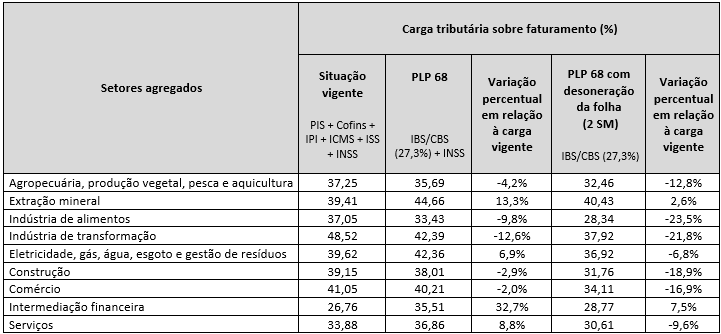 Setores agregados
Carga tributária sobre faturamento (%)
Situação
vigente
PIS + Cofins +
IPI + ICMS + ISS
+ INSS
PLP 68
IBS/CBS
(27,3%) + INSS
Variação
percentual
em relação
à carga
vigente
PLP 68 com
desoneração
da folha
(2 SM)
IBS/CBS (27,3%)
Variação
percentual
em relação
à carga
vigente
Agropecuária, produção vegetal, pesca e aquicultura 37,25 35,69 -4,2% 32,46 -12,8%
Extração mineral 39,41 44,66 13,3% 40,43 2,6%
Indústria de alimentos 37,05 33,43 -9,8% 28,34 -23,5%
Indústria de transformação 48,52 42,39 -12,6% 37,92 -21,8%
Eletricidade, gás, água, esgoto e gestão de resíduos 39,62 42,36 6,9% 36,92 -6,8%
Construção 39,15 38,01 -2,9% 31,76 -18,9%
Comércio 41,05 40,21 -2,0% 34,11 -16,9%
Intermediação financeira 26,76 35,51 32,7% 28,77 7,5%
Serviços 33,88 36,86 8,8% 30,61 -9,6%